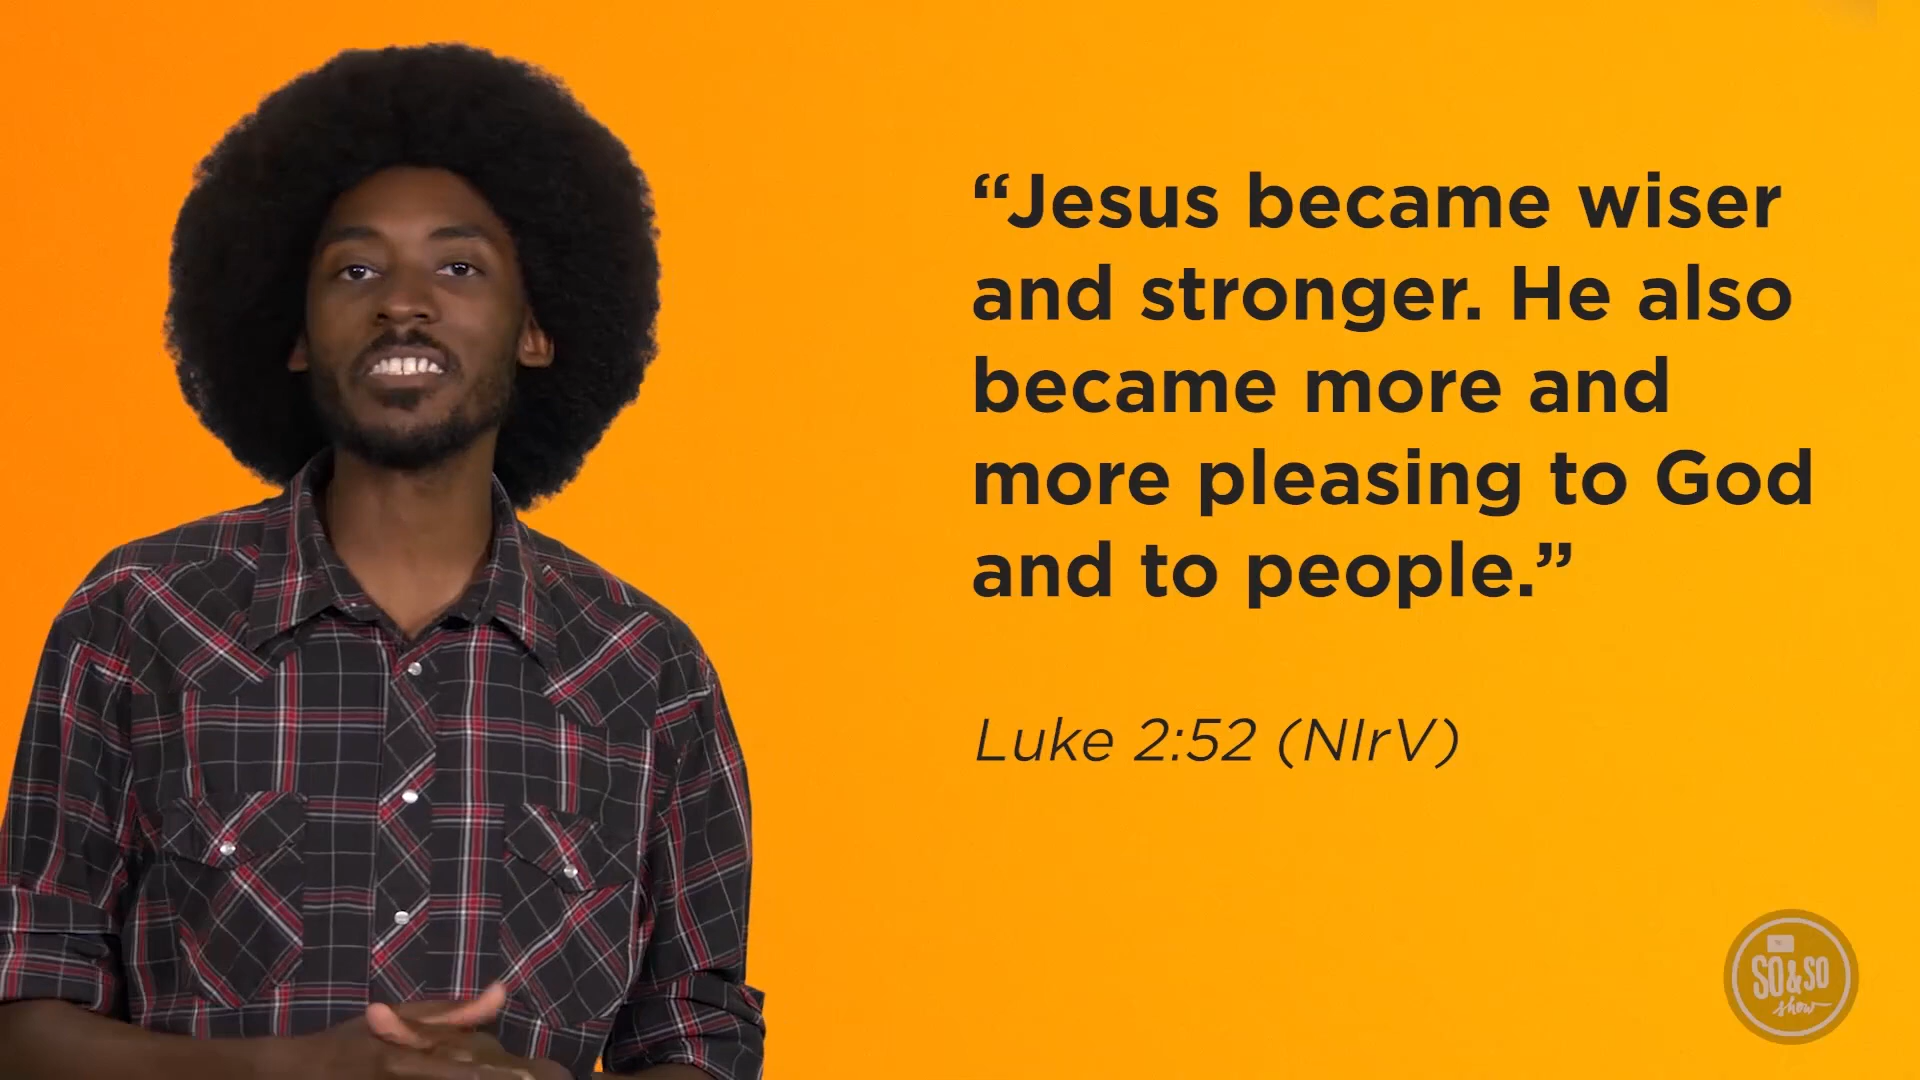 “Jesus became wiser
and stronger. He also
became more and
more pleasing to God
and to people.”
Luke 2:52 (NIrV)
SO & SO
show